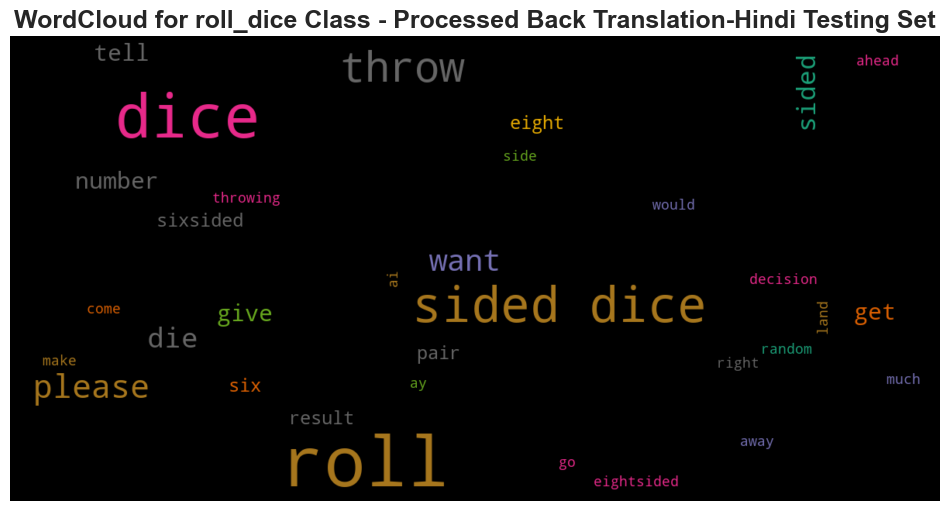 WordCloud for roll_dice Class - Processed Back Translation-Hindi Testing Set
tell
throw
sided
ahead
dice
eight
side
number
throwing
would
sixsided
want
ai
decision
sided dice
come
give
land
get
die
pair
random
make
right
please
six
ay
much
result
roll
away
go
eightsided